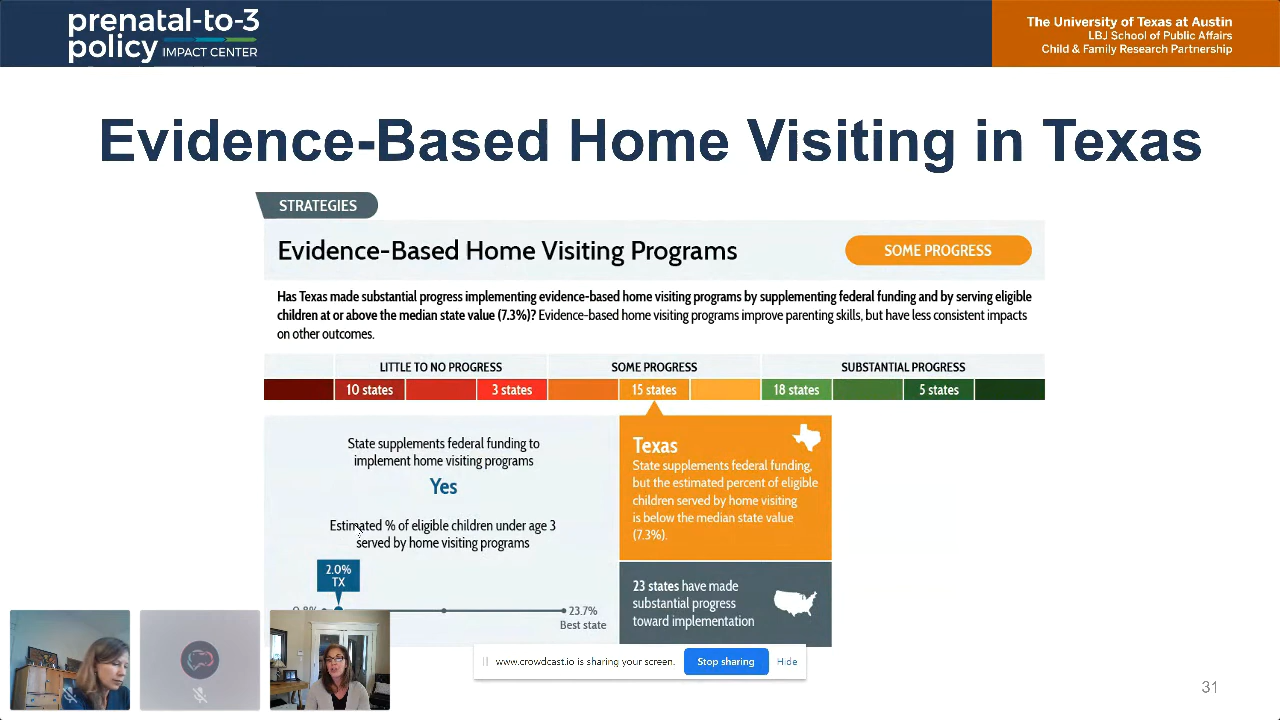 prenatal-to-3
policy IMPACT CENTER
The University of Texas at Austin
LBJ School of Public Affairs
Child & Family Research Partnership
Evidence-Based Home Visiting in Texas
STRATEGIES
Evidence-Based Home Visiting Programs
SOME PROGRESS
Has Texas made substantial progress implementing evidence-based home visiting programs by supplementing federal funding and by serving eligible
children at or above the median state value (7.3%)? Evidence-based home visiting programs improve parenting skills, but have less consistent impacts
on other outcomes.
LITTLE TO NO PROGRESS
SOME PROGRESS
SUBSTANTIAL PROGRESS
10 states
3 states
15 states
18 states
5 states
State supplements federal funding to
implement home visiting programs
Yes
Estimated % of eligible children under age 3
served by home visiting programs
2.0%
TX
0.8%
23.7%
Best state
Texas
State supplements federal funding,
but the estimated percent of eligible
children served by home visiting
is below the median state value
(7.3%).
23 states have made
substantial progress
toward implementation
www.crowdcast.io is sharing your screen.
Stop sharing
Hide
31